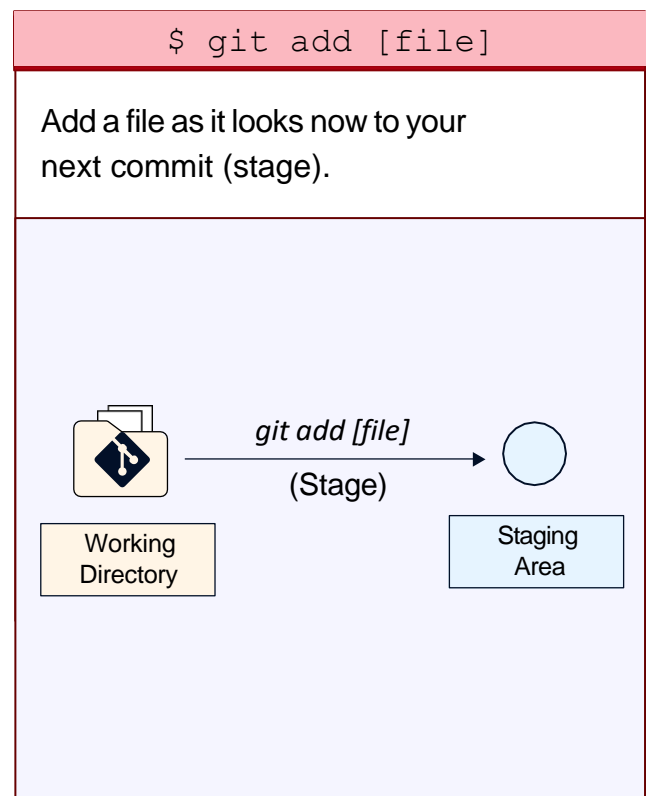 $ git add [file]
Add a file as it looks now to your
next commit (stage).
git add [file]
(Stage)
Working
Directory
Staging
Area